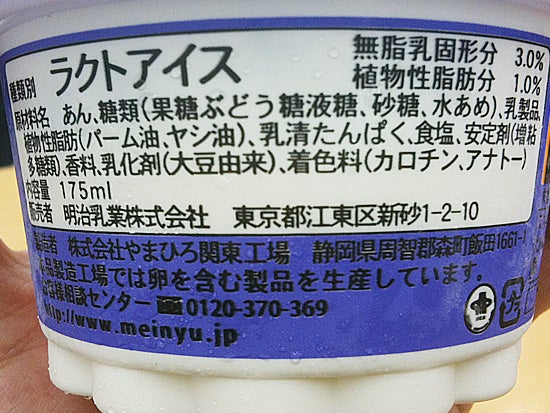 種類別 ラクトアイス 無脂乳固形分 3.0%
植物性脂肪分 1.0%
原材料名 あん、糖類(果糖ぶどう糖液糖、砂糖、水あめ)、乳製品、
植物性脂肪(パーム油、ヤシ油)、乳清たんぱく、食塩、安定剤(増粘
多糖類)、香料、乳化剤(大豆由来)、着色料(カロチン、アナトー)
内容量 175ml
販売者 明治乳業株式会社 東京都江東区新砂1-2-10
製造者 株式会社やまひろ関東工場 静岡県周智郡森町飯田1661-
品製造工場では卵を含む製品を生産しています。
客様相談センター 0120-370-369
http://www.meinyu.jp